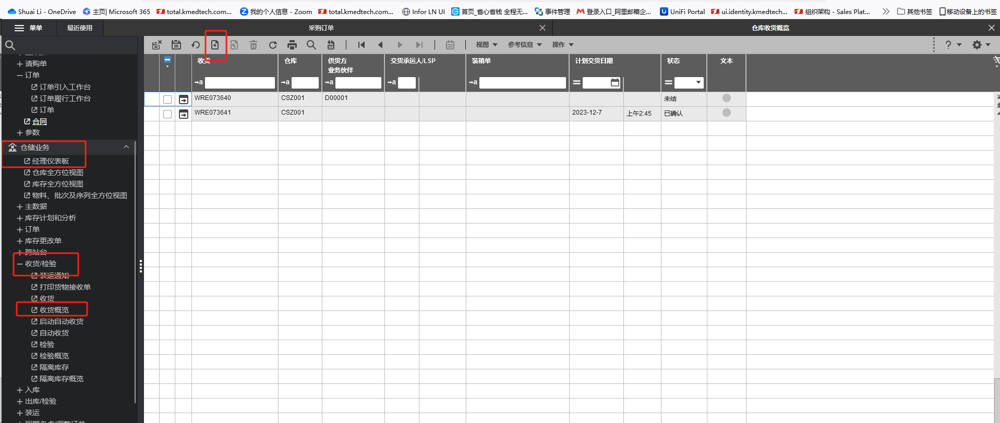 Shuai Li - OneDrive 主页| Microsoft 365 total.kmedtech.com... 我的个人信息 - Zoom total.kmedtech.com... Infor LN UI 首页_省心省钱 全程无... 事件管理 登录入口_阿里邮箱企... UniFi Portal ui.identity.kmedtech... 组织架构 - Sales Plat... 其他书签 移动设备上的书签
菜单 最近使用 采购订单 仓库收货概览
视图 参考信息 操作
请购单
订单
订单引入工作台
订单履行工作台
订单
合同
参数
仓储业务
经理仪表板
仓库全方位视图
库存全方位视图
物料、批次及序列全方位视图
主数据
库存计划和分析
订单
库存更改单
跨站台
收货/检验
装运通知
打印货物接收单
收货
收货概览
启动自动收货
自动收货
检验
检验概览
隔离库存
隔离库存概览
入库
出库/检验
装运
收货 仓库 供货方 交货承运人/LSP 装箱单 计划交货日期 状态 文本
业务伙伴
WRE073640 CSZ001 D00001 未结
WRE073641 CSZ001 2023-12-7 上午2:45 已确认